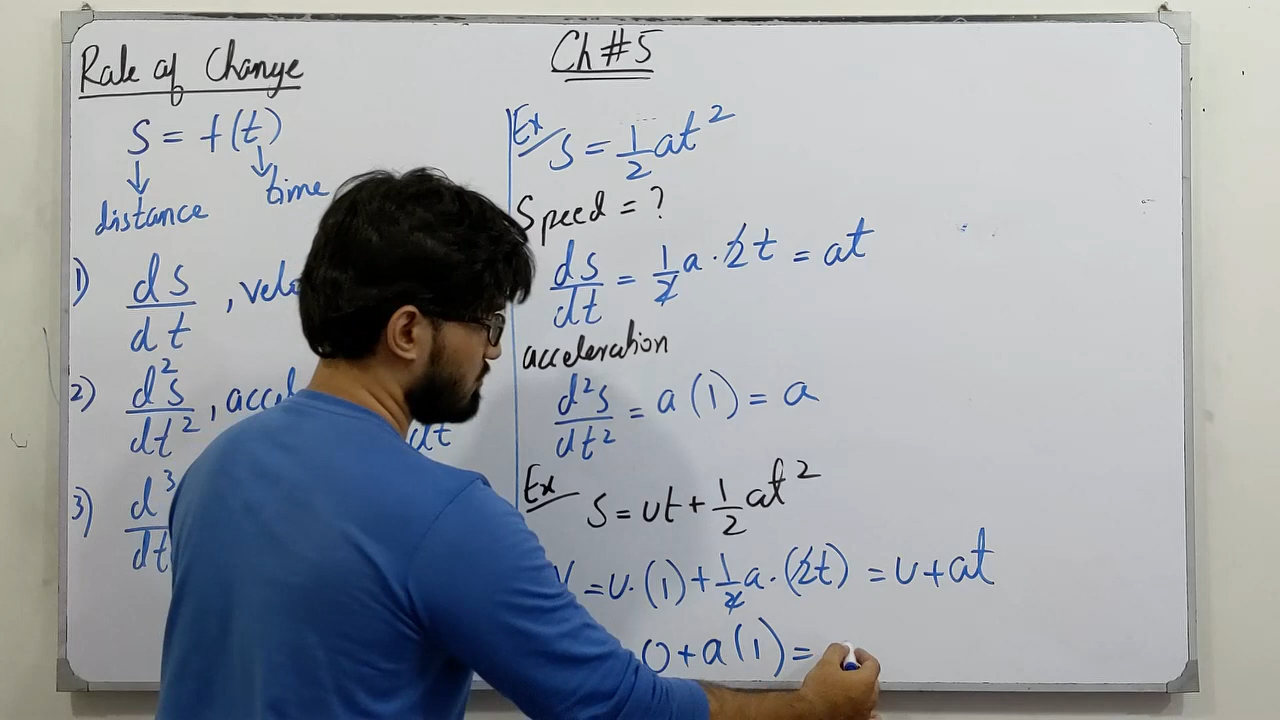 Ch #5
Rate of Change
S = f(t)
distance
time
1) ds/dt , velo
2) d²s/dt² , accel
dt
3) d³
dt
Ex S = 1/2 at²
Speed = ?
ds/dt = 1/2 a · 2t = at
acceleration
d²s/dt² = a(1) = a
Ex S = ut + 1/2 at²
V = u·(1) + 1/2 a·(2t) = u + at
0 + a(1) =